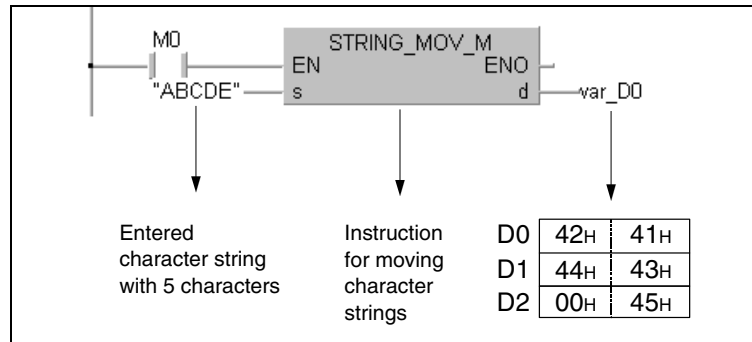 M0
STRING_MOV_M
EN ENO
"ABCDE" s d var_D0
Entered
character string
with 5 characters
Instruction
for moving
character
strings
D0 42H 41H
D1 44H 43H
D2 00H 45H